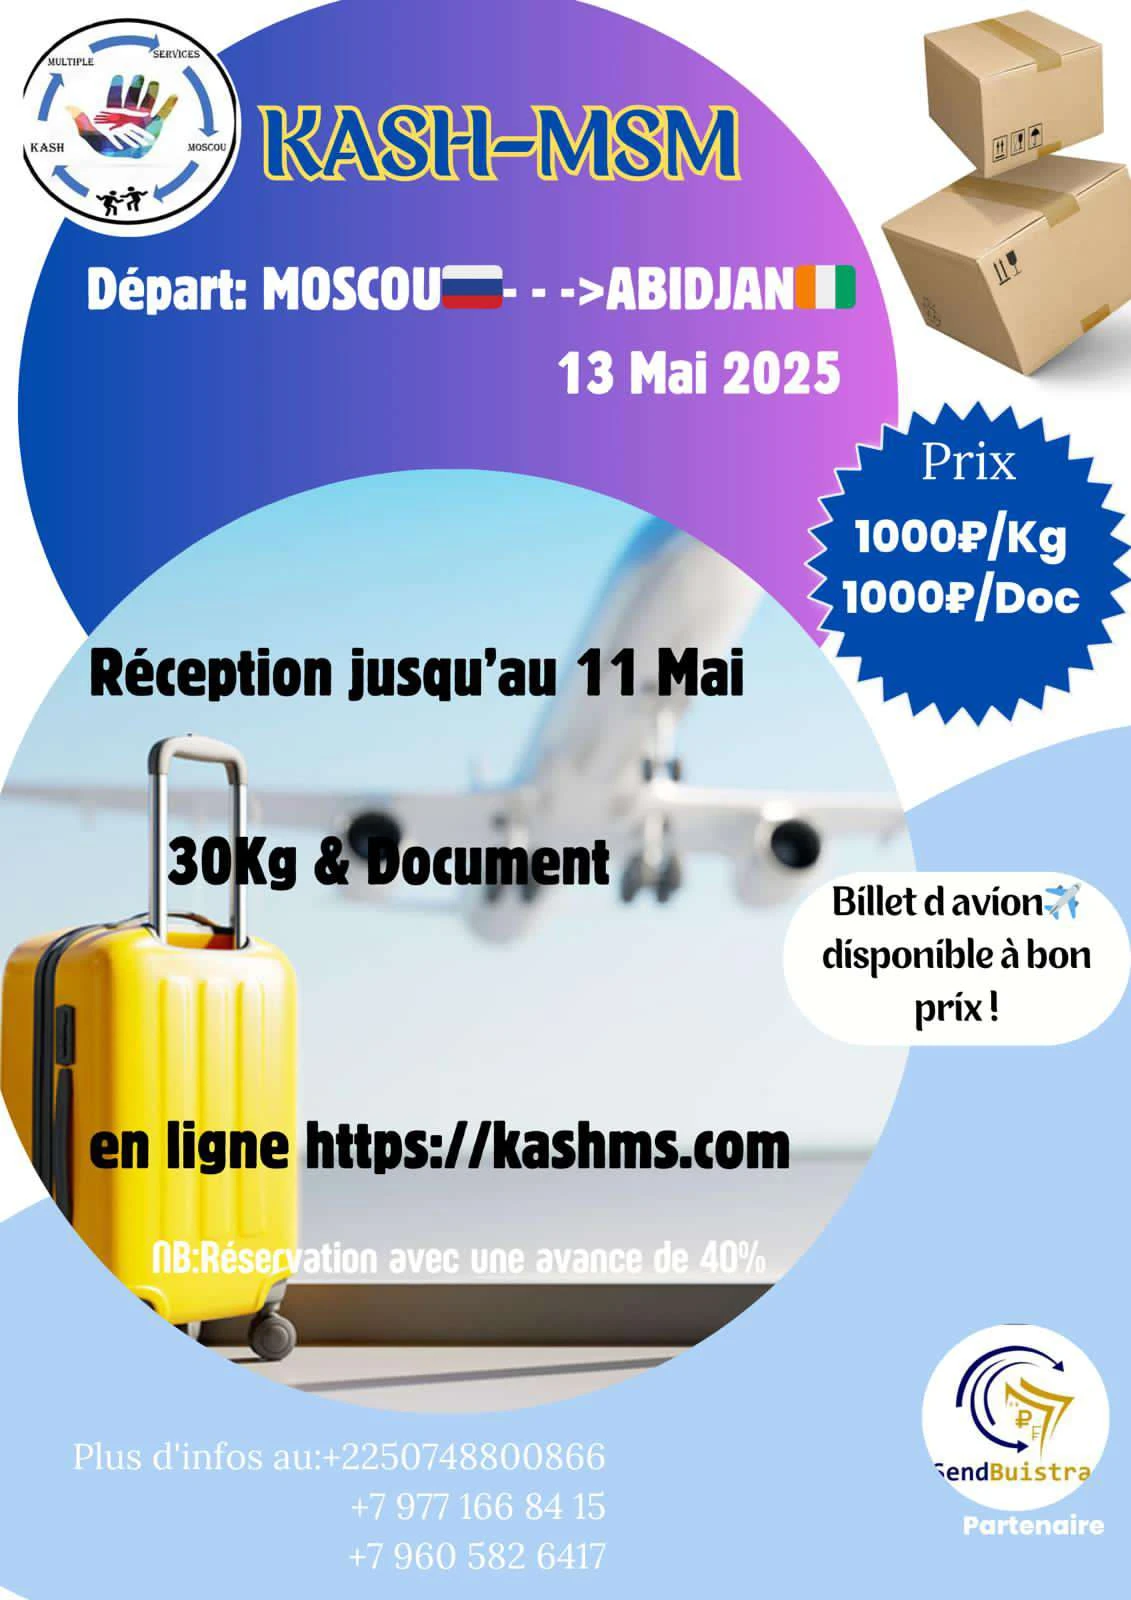 MULTIPLE
SERVICES
KASH
MOSCOU
KASH-MSM
Départ: MOSCOU🇷🇺- - ->ABIDJAN🇨🇮
13 Mai 2025
Prix
1000₽/Kg
1000₽/Doc
Réception jusqu'au 11 Mai
30Kg & Document
Billet d avion✈️
disponible à bon
prix !
en ligne https://kashms.com
NB:Réservation avec une avance de 40%
Plus d'infos au:+2250748800866
+7 977 166 84 15
+7 960 582 6417
SendBuistra
Partenaire